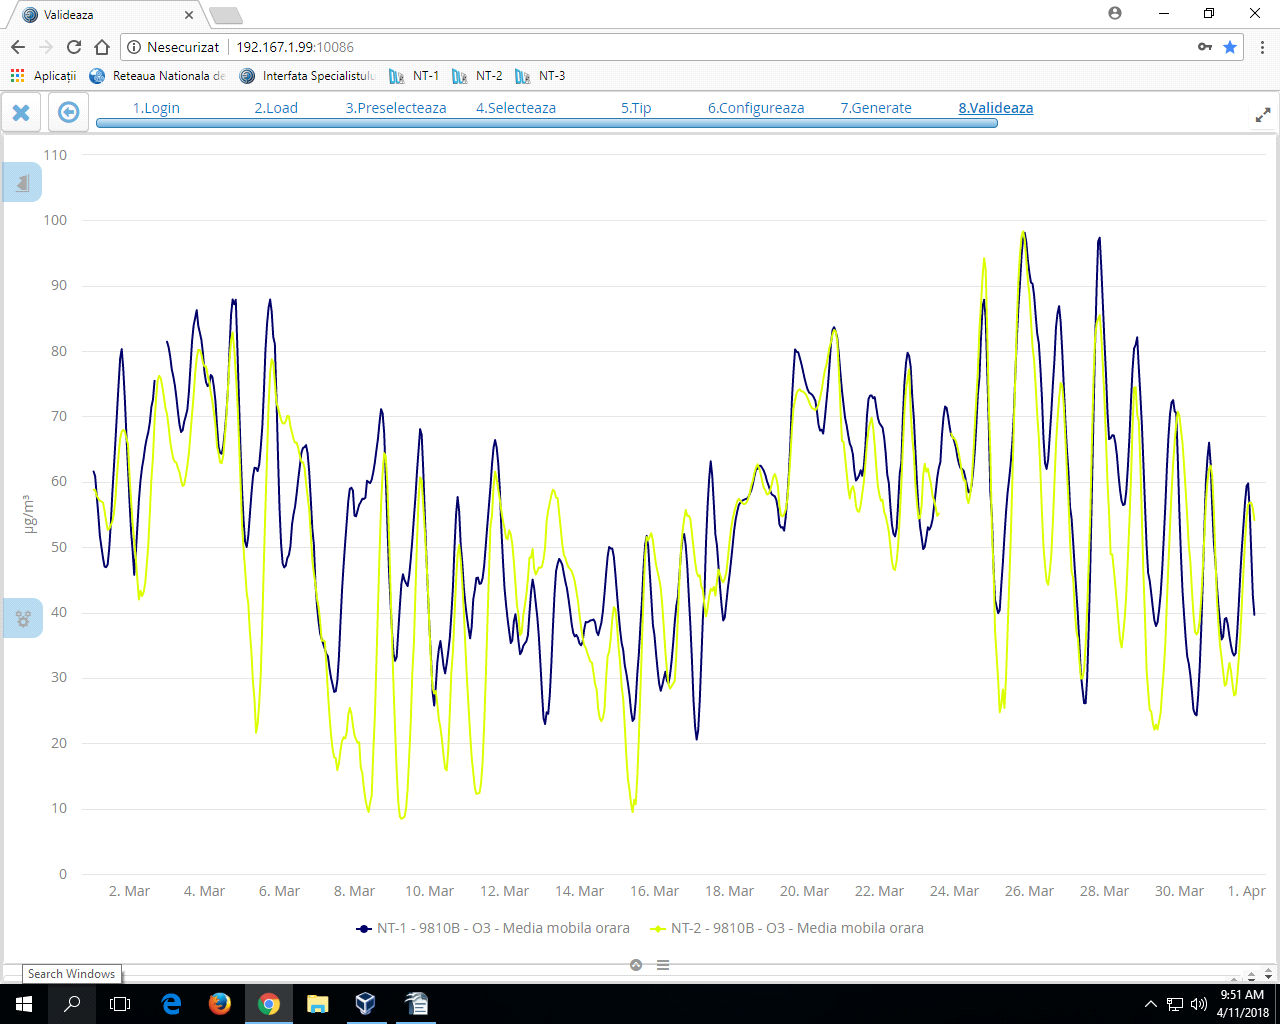 Valideaza
Nesecurizat 192.167.1.99:10086
Aplicații Reteaua Nationala de Interfata Specialistulu NT-1 NT-2 NT-3
1.Login 2.Load 3.Preselecteaza 4.Selecteaza 5.Tip 6.Configureaza 7.Generate 8.Valideaza
110
100
90
80
70
60
µg/m³
50
40
30
20
10
0
2. Mar 4. Mar 6. Mar 8. Mar 10. Mar 12. Mar 14. Mar 16. Mar 18. Mar 20. Mar 22. Mar 24. Mar 26. Mar 28. Mar 30. Mar 1. Apr
NT-1 - 9810B - O3 - Media mobila orara NT-2 - 9810B - O3 - Media mobila orara
Search Windows
9:51 AM
4/11/2018